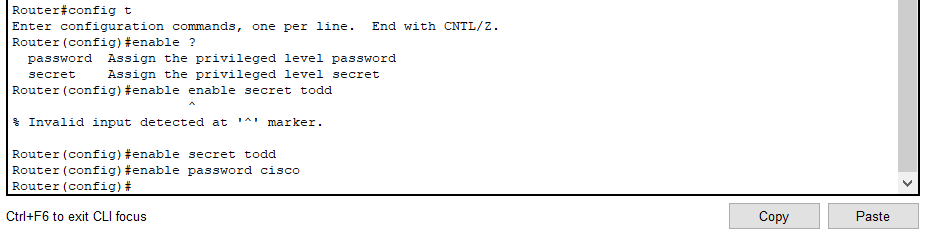 Router#config t
Enter configuration commands, one per line.  End with CNTL/Z.
Router(config)#enable ?
  password  Assign the privileged level password
  secret    Assign the privileged level secret
Router(config)#enable enable secret todd
                      ^
% Invalid input detected at '^' marker.

Router(config)#enable secret todd
Router(config)#enable password cisco
Router(config)#
Ctrl+F6 to exit CLI focus
Copy
Paste